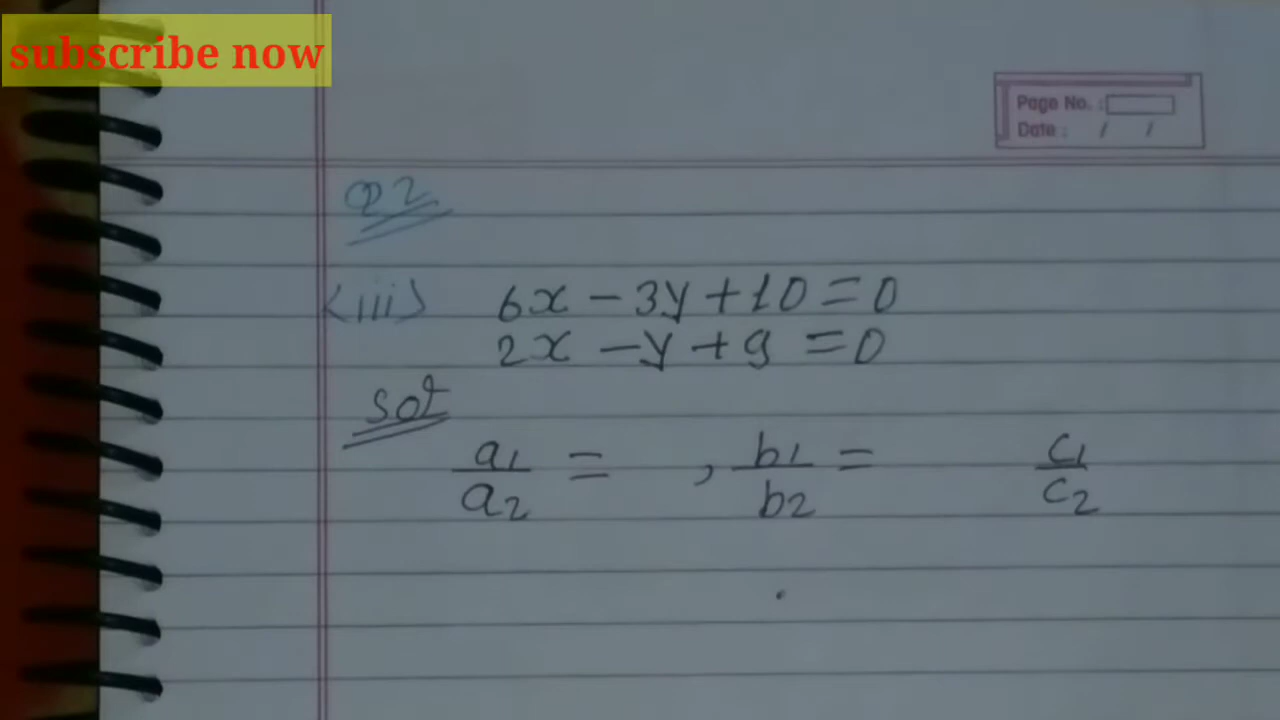 subscribe now
Page No. :
Date : / /
Q2
(iii) 6x - 3y + 10 = 0
2x - y + 9 = 0
Sol
a1/a2 = , b1/b2 = c1/c2